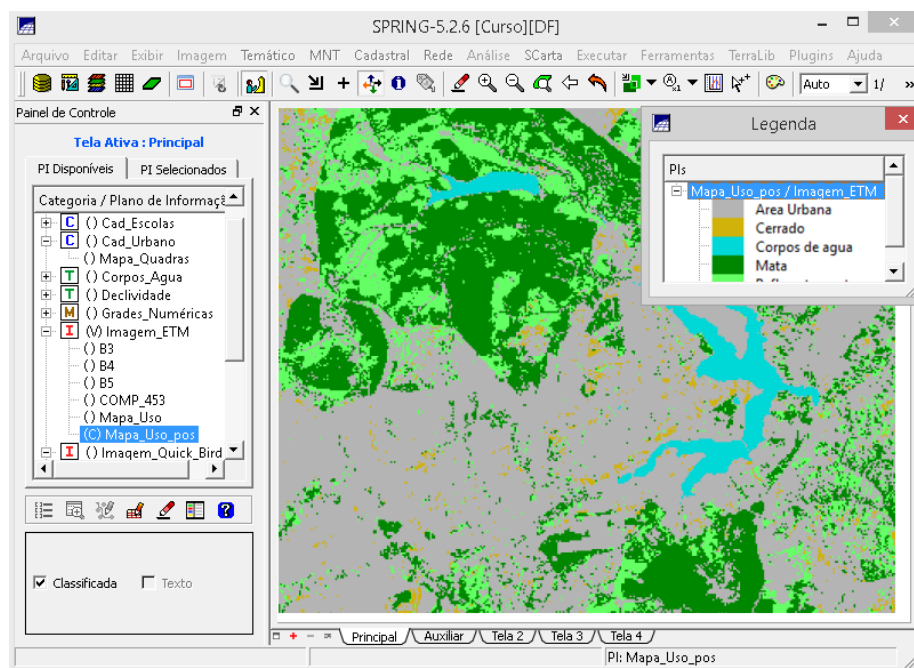 SPRING-5.2.6 [Curso][DF]
Arquivo Editar Exibir Imagem Temático MNT Cadastral Rede Análise SCarta Executar Ferramentas TerraLib Plugins Ajuda
Auto 1/ »
Painel de Controle
Tela Ativa : Principal
PI Disponíveis PI Selecionados
Categoria / Plano de Informaçã
C () Cad_Escolas
C () Cad_Urbano
() Mapa_Quadras
T () Corpos_Agua
T () Declividade
M () Grades_Numéricas
I (V) Imagem_ETM
() B3
() B4
() B5
() COMP_453
() Mapa_Uso
(C) Mapa_Uso_pos
I () Imagem_Quick_Bird
Classificada Texto
Legenda
PIs
Mapa_Uso_pos / Imagem_ETM
Area Urbana
Cerrado
Corpos de agua
Mata
Principal Auxiliar Tela 2 Tela 3 Tela 4
PI: Mapa_Uso_pos